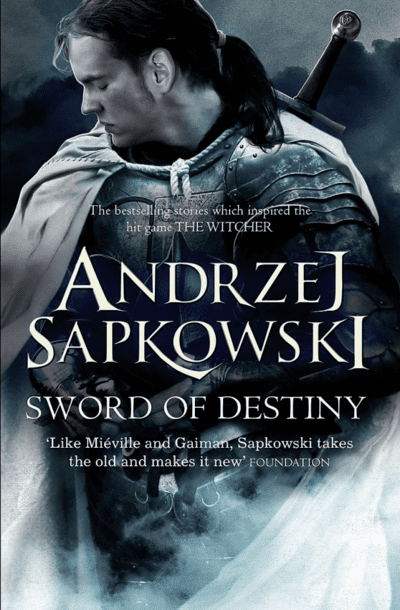 The bestselling stories which inspired the
hit game THE WITCHER
ANDRZEJ
SAPKOWSKI
SWORD OF DESTINY
‘Like Miéville and Gaiman, Sapkowski takes
the old and makes it new’ FOUNDATION